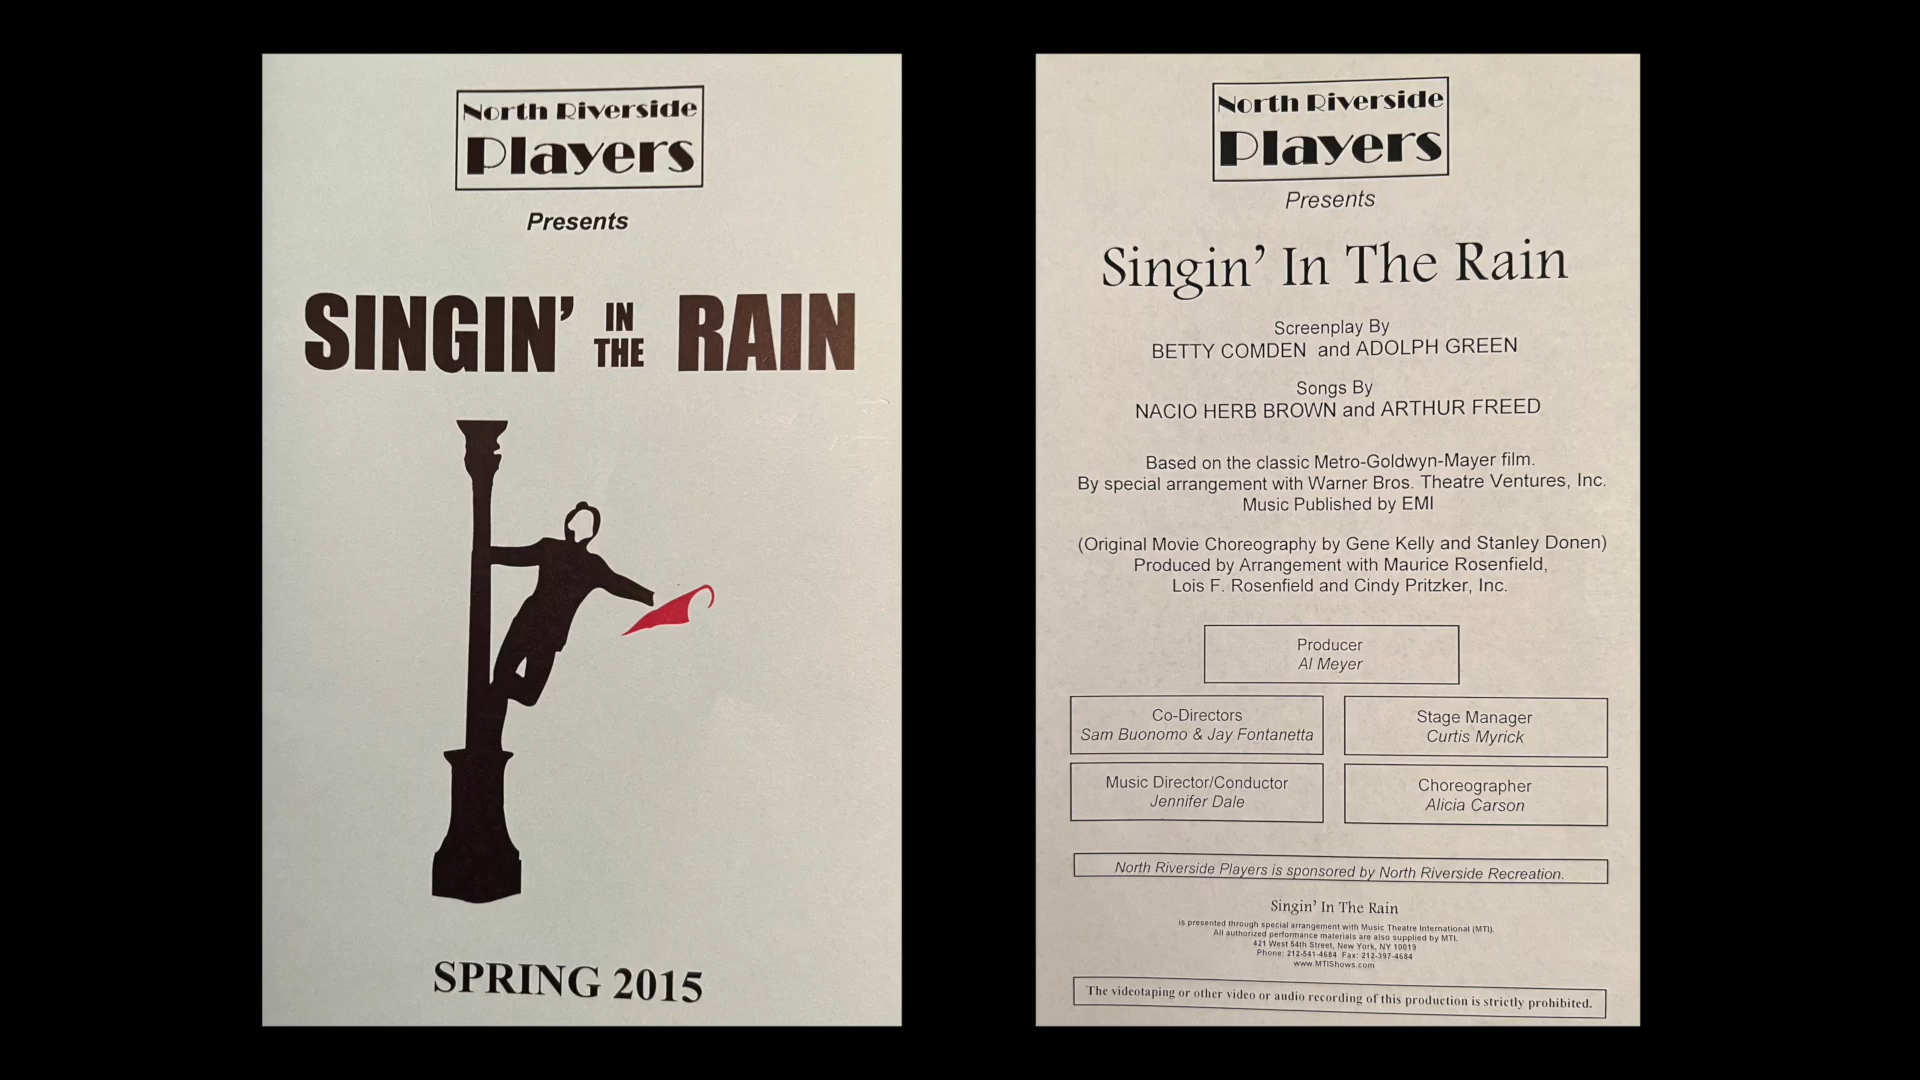 North Riverside
Players
Presents
SINGIN’ IN THE RAIN
SPRING 2015
North Riverside
Players
Presents
Singin’ In The Rain
Screenplay By
BETTY COMDEN and ADOLPH GREEN
Songs By
NACIO HERB BROWN and ARTHUR FREED
Based on the classic Metro-Goldwyn-Mayer film.
By special arrangement with Warner Bros. Theatre Ventures, Inc.
Music Published by EMI
(Original Movie Choreography by Gene Kelly and Stanley Donen)
Produced by Arrangement with Maurice Rosenfield,
Lois F. Rosenfield and Cindy Pritzker, Inc.
Producer
Al Meyer
Co-Directors
Sam Buonomo & Jay Fontanetta
Stage Manager
Curtis Myrick
Music Director/Conductor
Jennifer Dale
Choreographer
Alicia Carson
North Riverside Players is sponsored by North Riverside Recreation.
Singin’ In The Rain
is presented through special arrangement with Music Theatre International (MTI).
All authorized performance materials are also supplied by MTI.
421 West 54th Street, New York, NY 10019
Phone: 212-541-4684 Fax: 212-397-4684
www.MTIShows.com
The videotaping or other video or audio recording of this production is strictly prohibited.